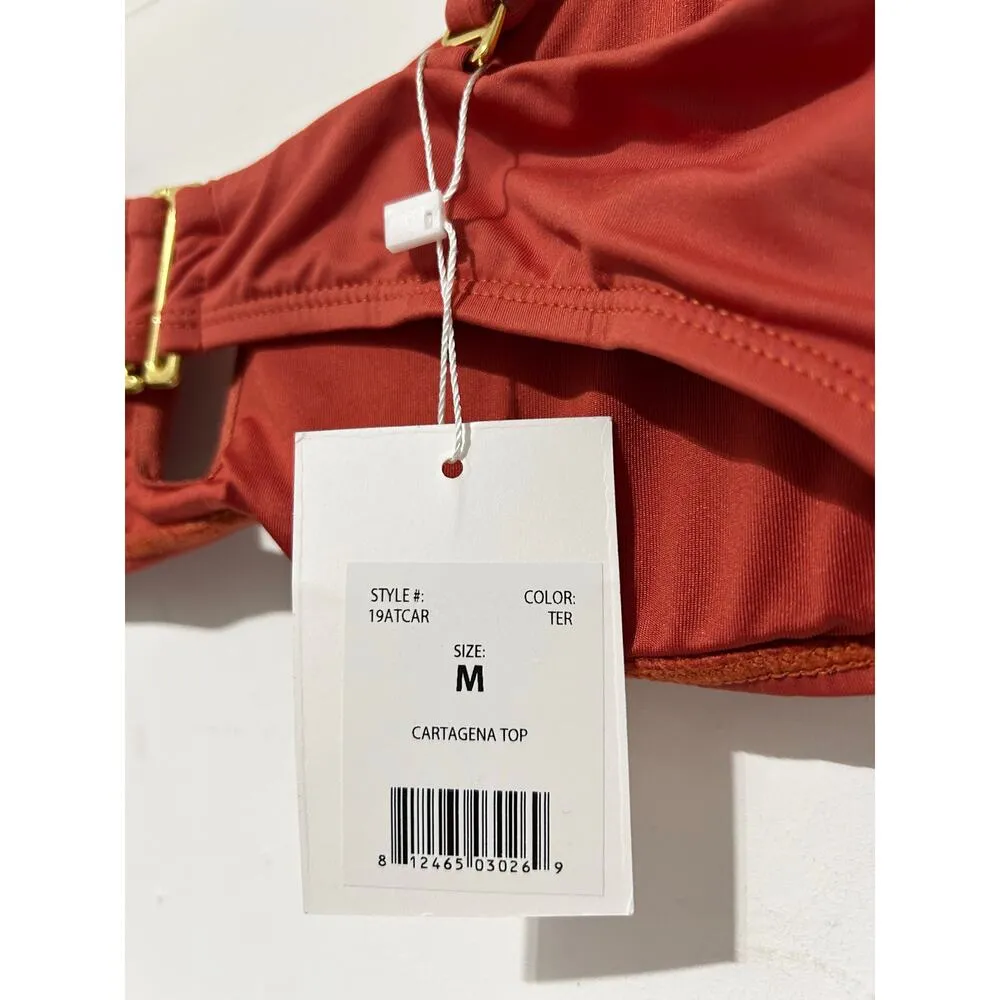 STYLE #:
19ATCAR
COLOR:
TER
SIZE:
M
CARTAGENA TOP
8 12465 03026 9